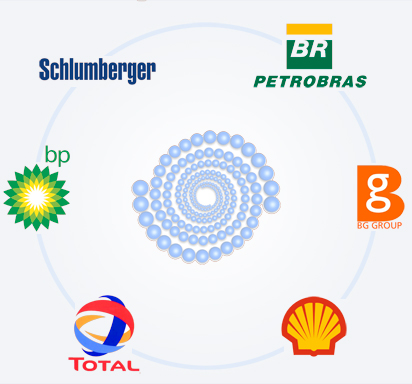 Schlumberger
BR
PETROBRAS
bp
g
BG GROUP
TOTAL